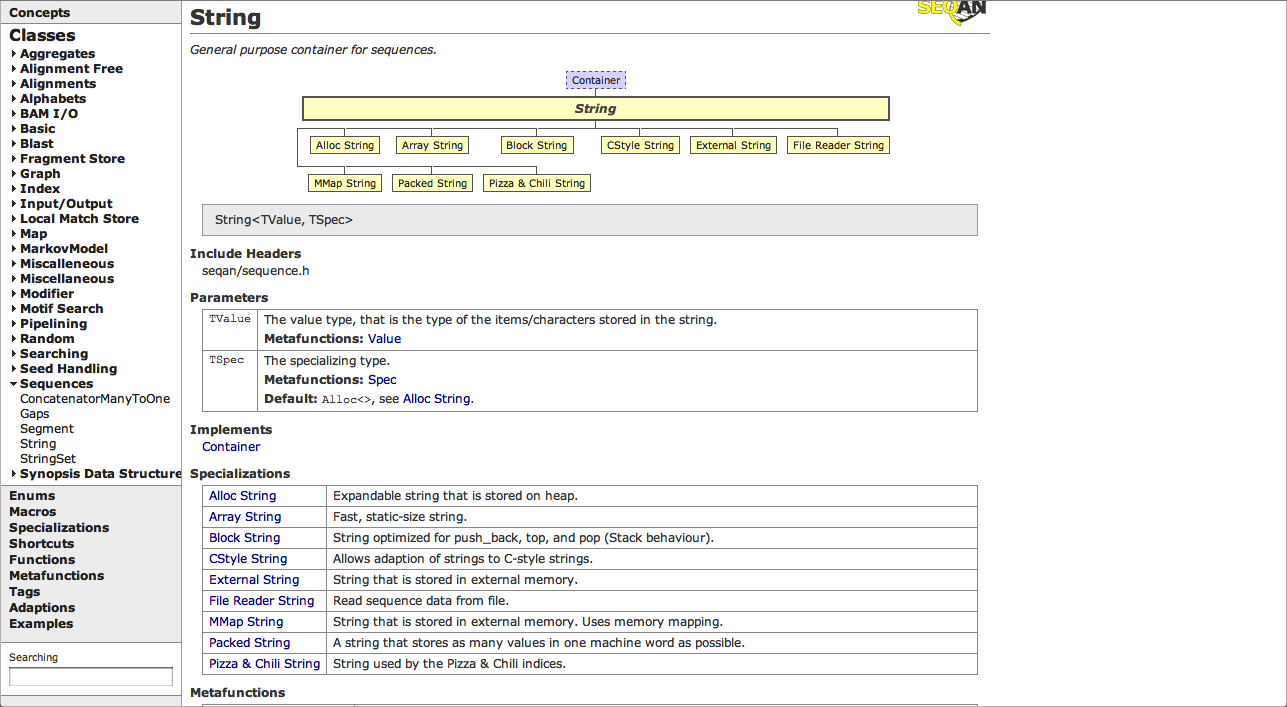 Concepts
Classes
Aggregates
Alignment Free
Alignments
Alphabets
BAM I/O
Basic
Blast
Fragment Store
Graph
Index
Input/Output
Local Match Store
Map
MarkovModel
Miscalleneous
Miscellaneous
Modifier
Motif Search
Pipelining
Random
Searching
Seed Handling
Sequences
ConcatenatorManyToOne
Gaps
Segment
String
StringSet
Synopsis Data Structure
Enums
Macros
Specializations
Shortcuts
Functions
Metafunctions
Tags
Adaptions
Examples
Searching
String
SEQAN
General purpose container for sequences.
Container
String
Alloc String Array String Block String CStyle String External String File Reader String
MMap String Packed String Pizza & Chili String
String<TValue, TSpec>
Include Headers
seqan/sequence.h
Parameters
TValue The value type, that is the type of the items/characters stored in the string.
Metafunctions: Value
TSpec The specializing type.
Metafunctions: Spec
Default: Alloc<>, see Alloc String.
Implements
Container
Specializations
Alloc String Expandable string that is stored on heap.
Array String Fast, static-size string.
Block String String optimized for push_back, top, and pop (Stack behaviour).
CStyle String Allows adaption of strings to C-style strings.
External String String that is stored in external memory.
File Reader String Read sequence data from file.
MMap String String that is stored in external memory. Uses memory mapping.
Packed String A string that stores as many values in one machine word as possible.
Pizza & Chili String String used by the Pizza & Chili indices.
Metafunctions